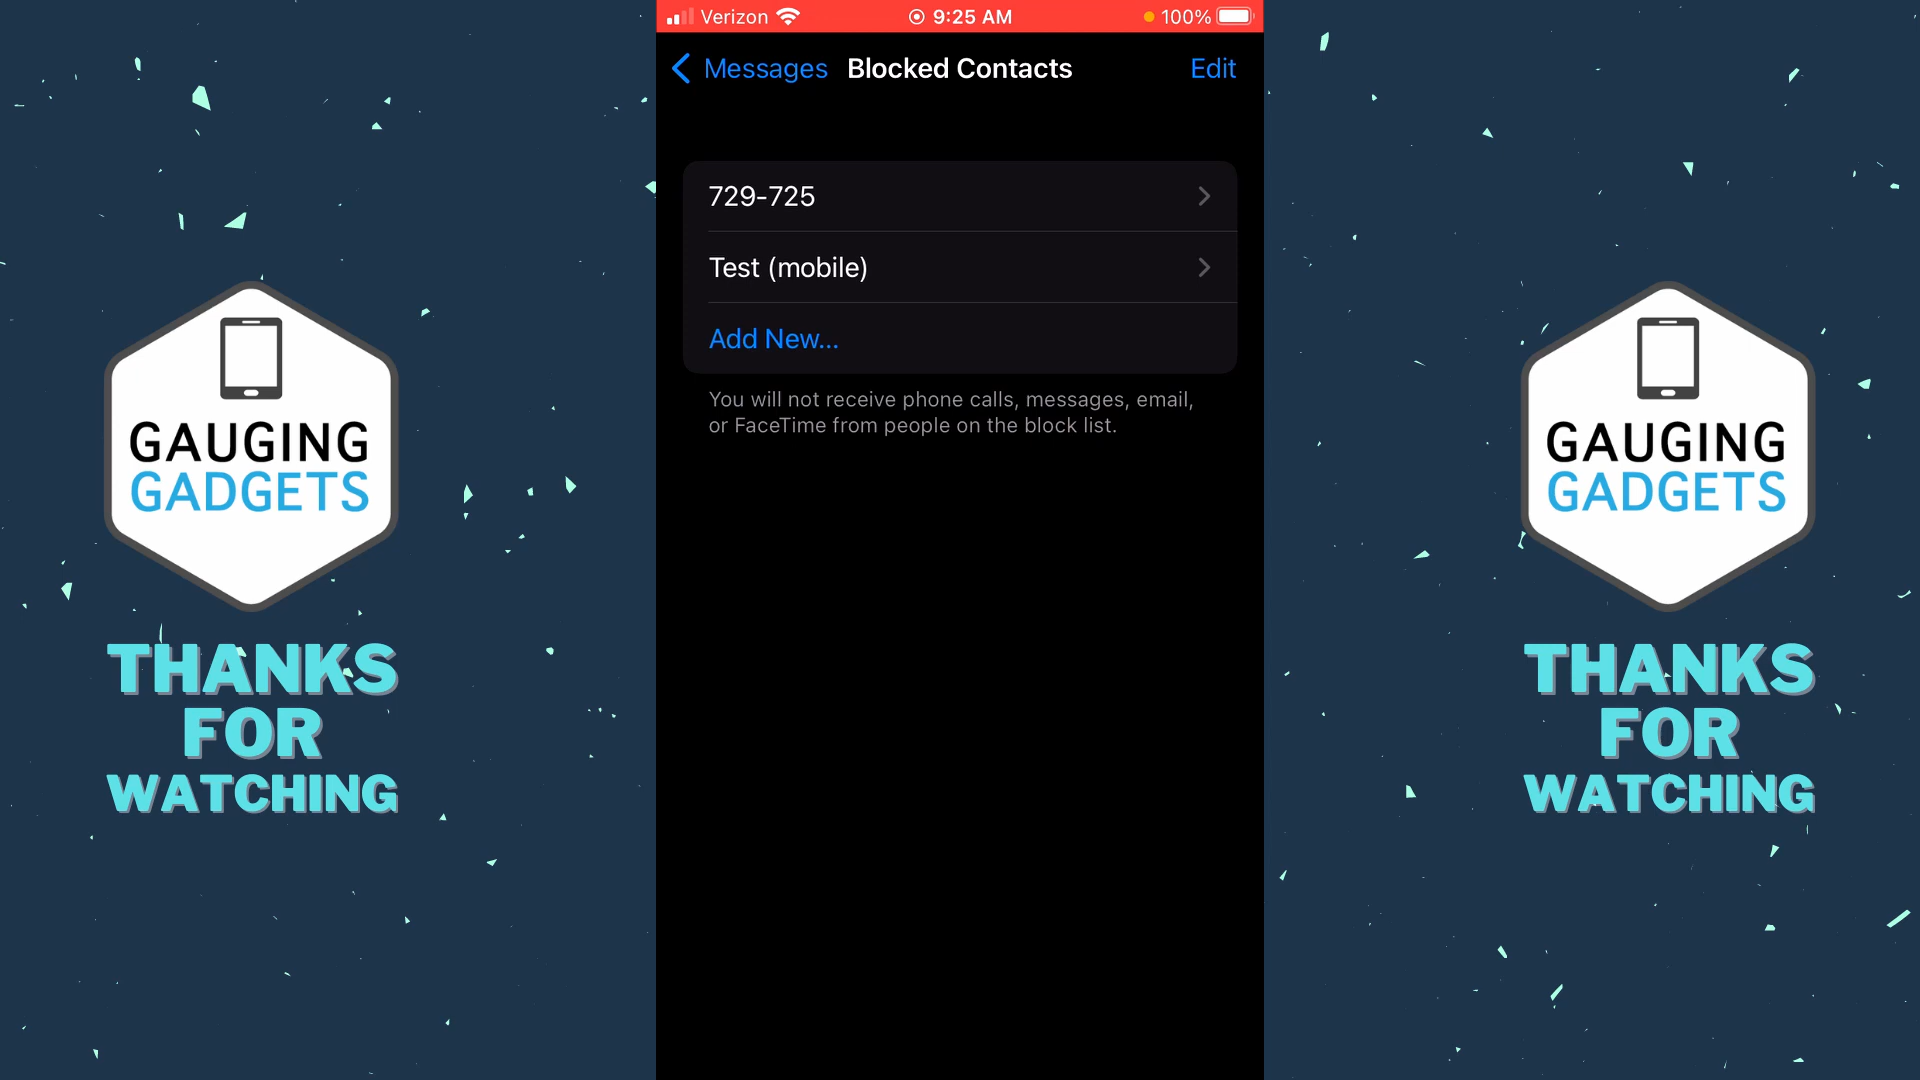 Verizon 9:25 AM 100%
Messages Blocked Contacts Edit
729-725
Test (mobile)
Add New...
You will not receive phone calls, messages, email,
or FaceTime from people on the block list.
GAUGING
GADGETS
THANKS
FOR
WATCHING
GAUGING
GADGETS
THANKS
FOR
WATCHING